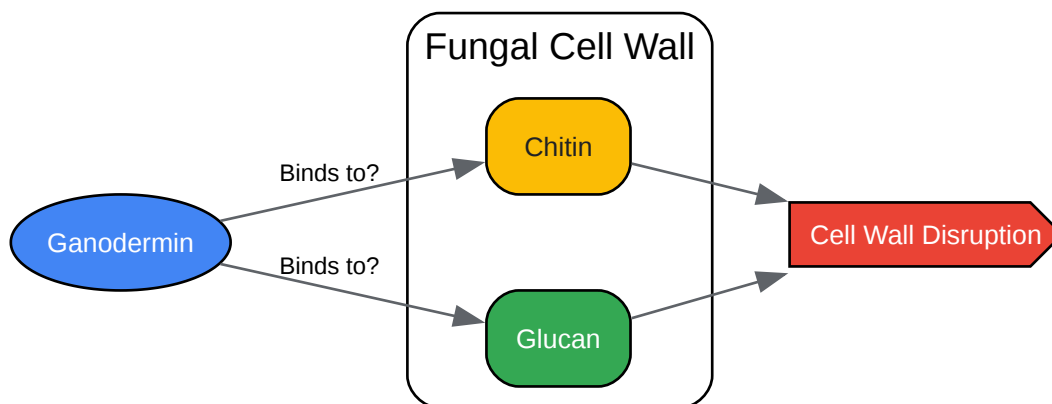 Fungal Cell Wall
Chitin
Binds to?
Ganodermin
Cell Wall Disruption
Binds to?
Glucan